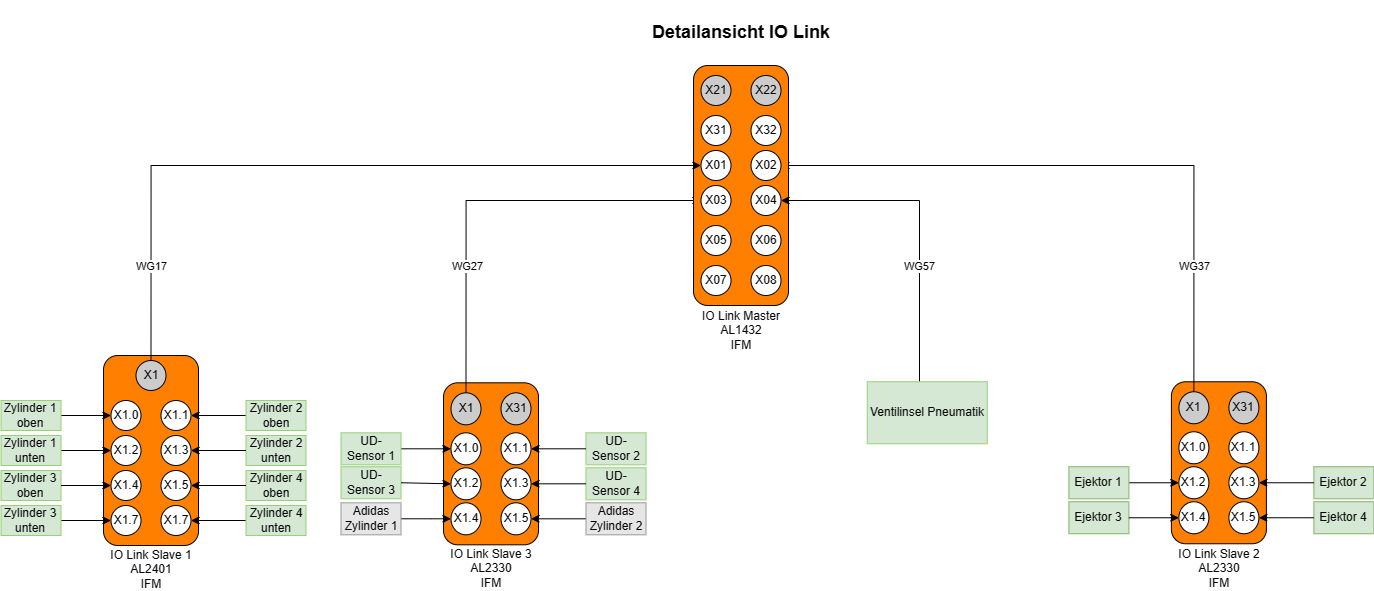 Detailansicht IO Link
X21
X22
X31
X32
X01
X02
X03
X04
X05
X06
X07
X08
IO Link Master
AL1432
IFM
WG17
WG27
WG57
WG37
X1
Zylinder 1
oben
X1.0
X1.1
Zylinder 2
oben
Zylinder 1
unten
X1.2
X1.3
Zylinder 2
unten
Zylinder 3
oben
X1.4
X1.5
Zylinder 4
oben
Zylinder 3
unten
X1.7
X1.7
Zylinder 4
unten
IO Link Slave 1
AL2401
IFM
X1
X31
UD-
Sensor 1
X1.0
X1.1
UD-
Sensor 2
UD-
Sensor 3
X1.2
X1.3
UD-
Sensor 4
Adidas
Zylinder 1
X1.4
X1.5
Adidas
Zylinder 2
IO Link Slave 3
AL2330
IFM
Ventilinsel Pneumatik
X1
X31
X1.0
X1.1
Ejektor 1
X1.2
X1.3
Ejektor 2
Ejektor 3
X1.4
X1.5
Ejektor 4
IO Link Slave 2
AL2330
IFM